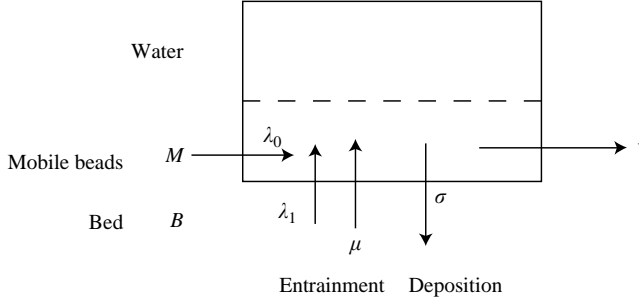 Water
λ0
Mobile beads M
λ1
σ
Bed B
μ
Entrainment Deposition